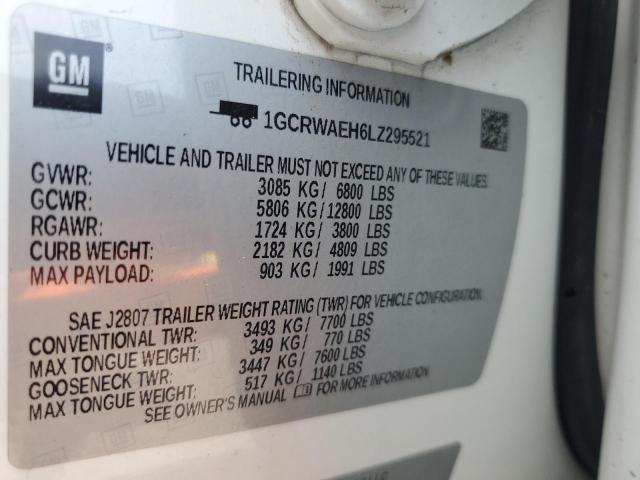 GM
TRAILERING INFORMATION
1GCRWAEH6LZ295521
VEHICLE AND TRAILER MUST NOT EXCEED ANY OF THESE VALUES.
GVWR: 3085 KG/ 6800 LBS
GCWR: 5806 KG/12800 LBS
RGAWR: 1724 KG/ 3800 LBS
CURB WEIGHT: 2182 KG/ 4809 LBS
MAX PAYLOAD: 903 KG/ 1991 LBS
SAE J2807 TRAILER WEIGHT RATING (TWR) FOR VEHICLE CONFIGURATION.
CONVENTIONAL TWR: 3493 KG/ 7700 LBS
MAX TONGUE WEIGHT: 349 KG/ 770 LBS
GOOSENECK TWR: 3447 KG/ 7600 LBS
MAX TONGUE WEIGHT: 517 KG/ 1140 LBS
SEE OWNER'S MANUAL FOR MORE INFORMATION